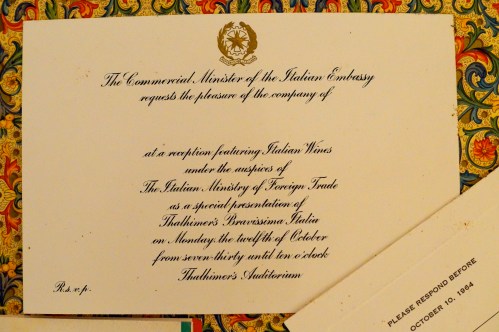 The Commercial Minister of the Italian Embassy
requests the pleasure of the company of
at a reception featuring Italian Wines
under the auspices of
The Italian Ministry of Foreign Trade
as a special presentation of
Thalhimer's Bravissima Italia
on Monday the twelfth of October
from seven-thirty until ten o'clock
Thalhimer's Auditorium
R.s.v.p.
PLEASE RESPOND BEFORE
OCTOBER 10, 1964